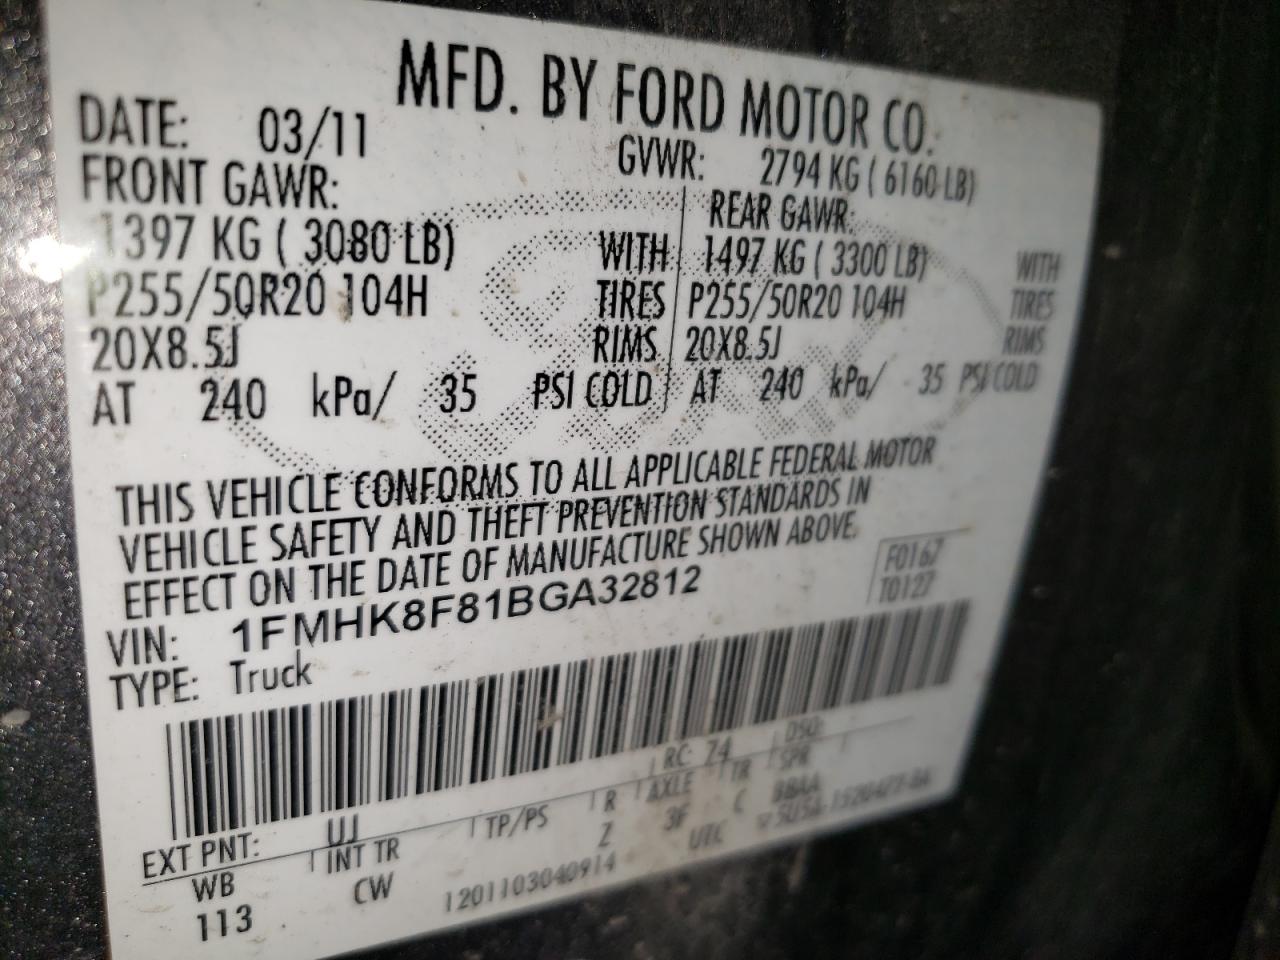 MFD. BY FORD MOTOR CO.
DATE: 03/11 GVWR: 2794 KG ( 6160 LB)
FRONT GAWR: REAR GAWR:
1397 KG ( 3080 LB) WITH 1497 KG ( 3300 LB) WITH
P255/50R20 104H TIRES P255/50R20 104H TIRES
20X8.5J RIMS 20X8.5J RIMS
AT 240 kPa/ 35 PSI COLD AT 240 kPa/ 35 PSI COLD
THIS VEHICLE CONFORMS TO ALL APPLICABLE FEDERAL MOTOR
VEHICLE SAFETY AND THEFT PREVENTION STANDARDS IN
EFFECT ON THE DATE OF MANUFACTURE SHOWN ABOVE.
VIN: 1FMHK8F81BGA32812 F0167
TYPE: Truck T0127
EXT PNT: UJ RC: 74 DSO:
WB INT TR TP/PS R AXLE TR SPR
113 CW Z 3F C BBAA
1201103040914 UTC